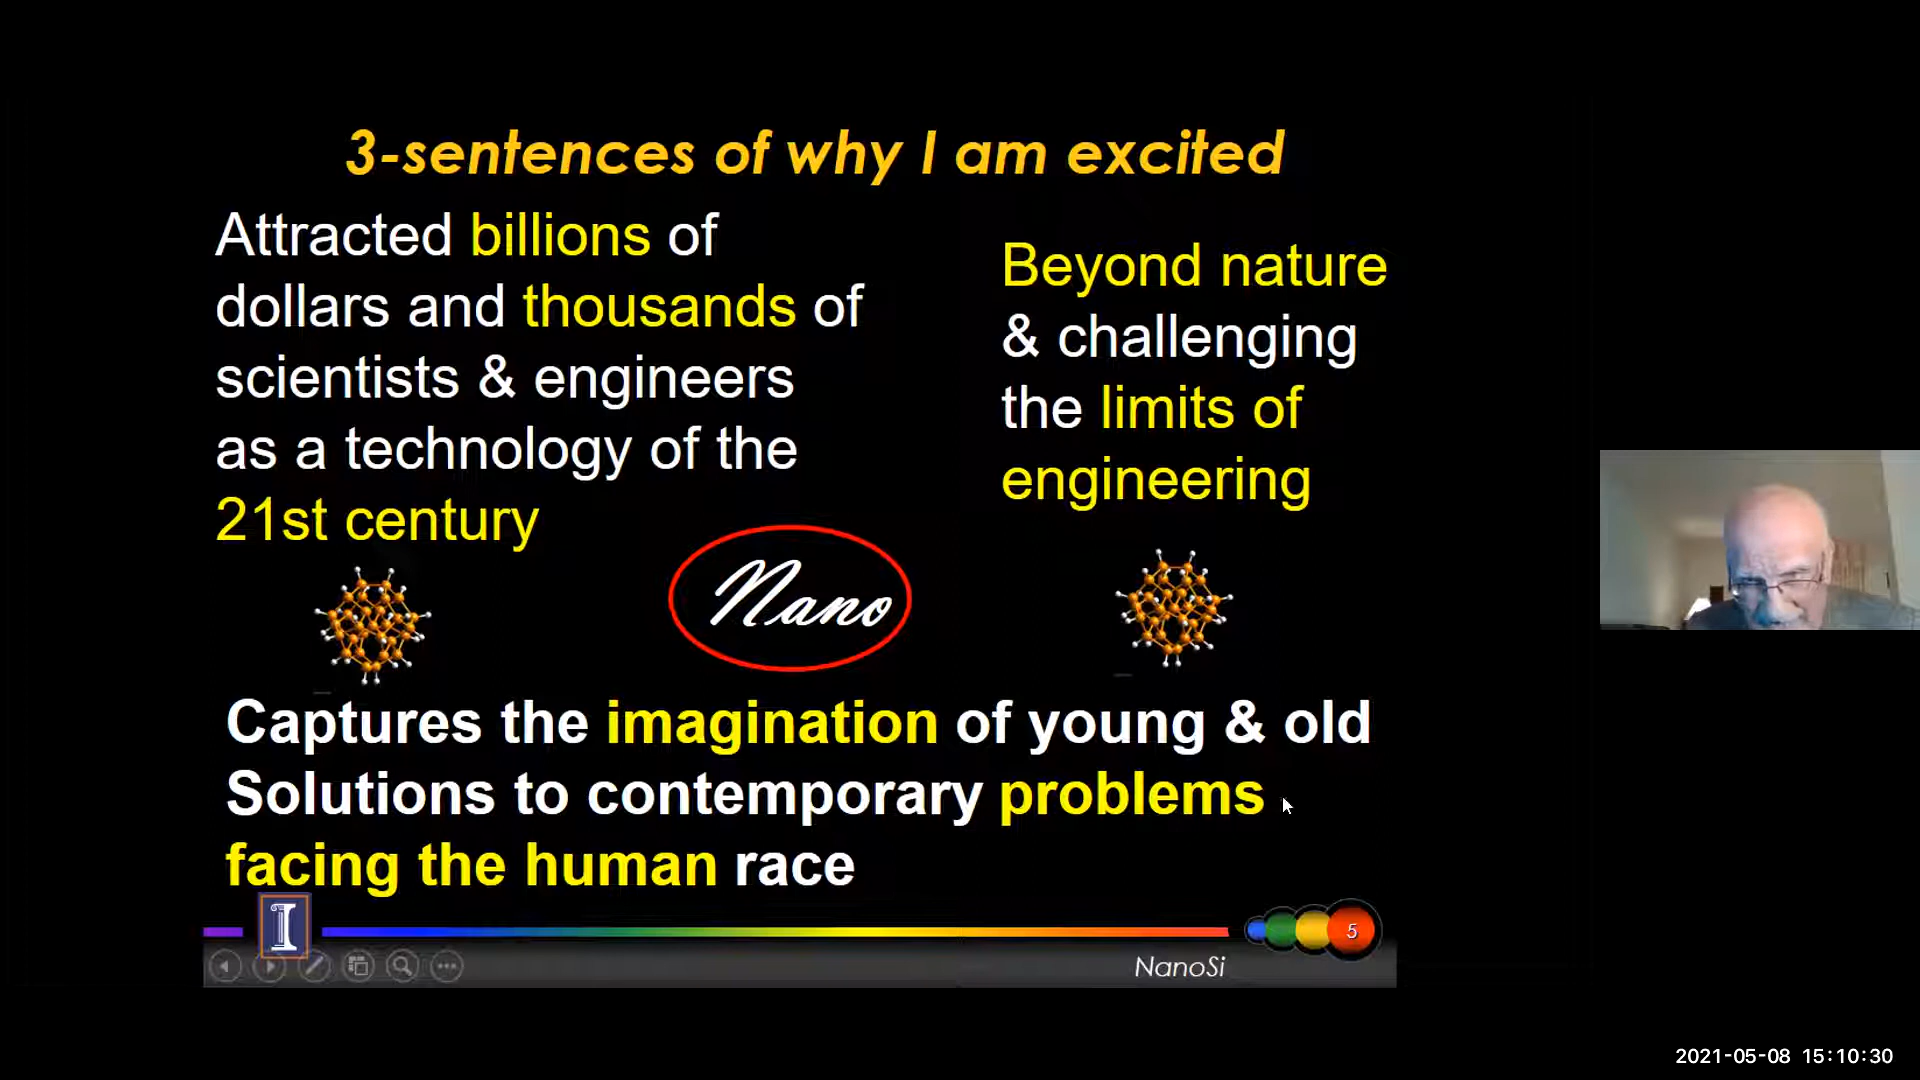 3-sentences of why I am excited
Attracted billions of
dollars and thousands of
scientists & engineers
as a technology of the
21st century
Beyond nature
& challenging
the limits of
engineering
Nano
Captures the imagination of young & old
Solutions to contemporary problems
facing the human race
I
5
NanoSi
2021-05-08 15:10:30